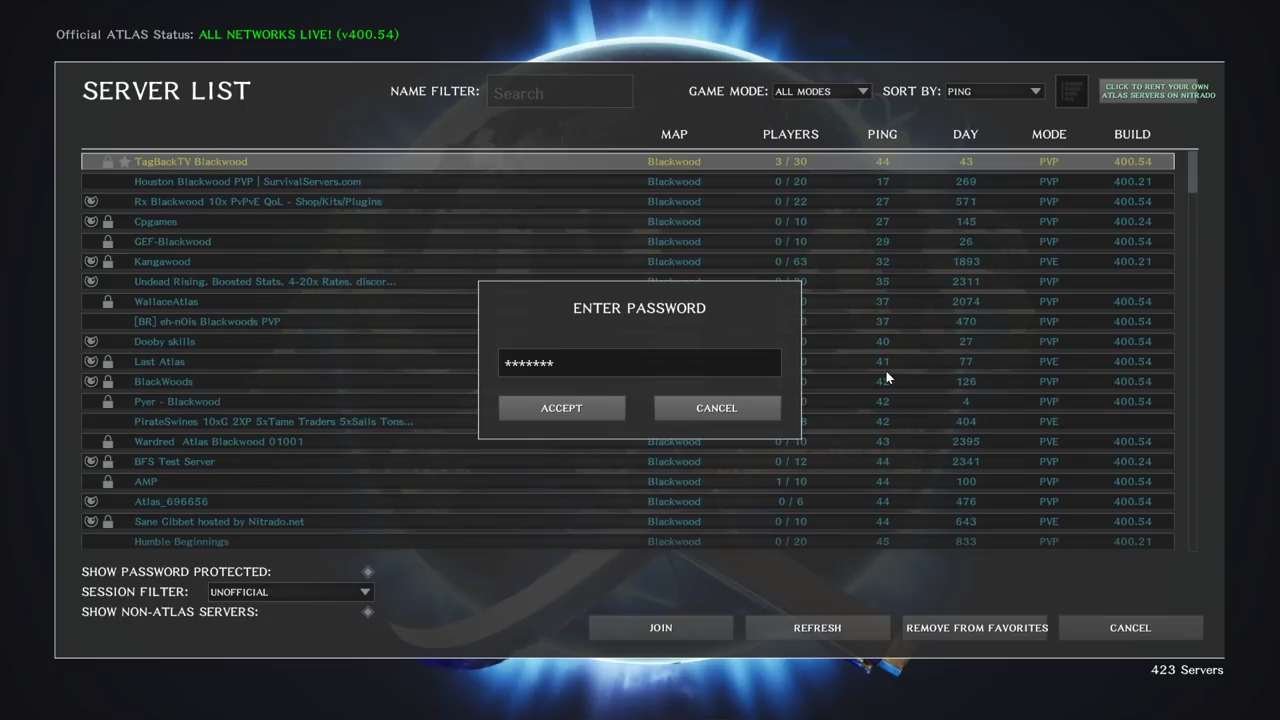 Official ATLAS Status: ALL NETWORKS LIVE! (v400.54)
SERVER LIST NAME FILTER: Search GAME MODE: ALL MODES SORT BY: PING CLICK TO RENT YOUR OWN
ATLAS SERVERS ON NITRADO
MAP PLAYERS PING DAY MODE BUILD
TagBackTV Blackwood Blackwood 3 / 30 44 43 PVP 400.54
Houston Blackwood PVP | SurvivalServers.com Blackwood 0 / 20 17 269 PVP 400.21
Rx Blackwood 10x PvPvE QoL - Shop/Kits/Plugins Blackwood 0 / 22 27 571 PVP 400.54
Cpgames Blackwood 0 / 10 27 145 PVP 400.24
GEF-Blackwood Blackwood 0 / 10 29 26 PVP 400.54
Kangawood Blackwood 0 / 63 32 1893 PVE 400.21
Undead Rising, Boosted Stats, 4-20x Rates, discor... Blackwood 35 2311 PVP
WallaceAtlas 37 2074 PVP 400.54
[BR] eh-nOis Blackwoods PVP 37 470 PVP 400.54
Dooby skills 40 27 PVP 400.54
Last Atlas 41 77 PVE 400.54
BlackWoods 126 PVP 400.54
Pyer - Blackwood 42 4 PVP 400.54
PirateSwines 10xG 2XP 5xTame Traders 5xSails Tons... 42 404 PVE
Wardred Atlas Blackwood 01001 Blackwood 0 / 10 43 2395 PVE 400.54
BFS Test Server Blackwood 0 / 12 44 2341 PVP 400.24
AMP Blackwood 1 / 10 44 100 PVP 400.54
Atlas_696656 Blackwood 0 / 6 44 476 PVP 400.54
Sane Gibbet hosted by Nitrado.net Blackwood 0 / 10 44 643 PVE 400.54
Humble Beginnings Blackwood 0 / 20 45 833 PVP 400.21
ENTER PASSWORD
*******
ACCEPT CANCEL
SHOW PASSWORD PROTECTED:
SESSION FILTER: UNOFFICIAL
SHOW NON-ATLAS SERVERS:
JOIN REFRESH REMOVE FROM FAVORITES CANCEL
423 Servers